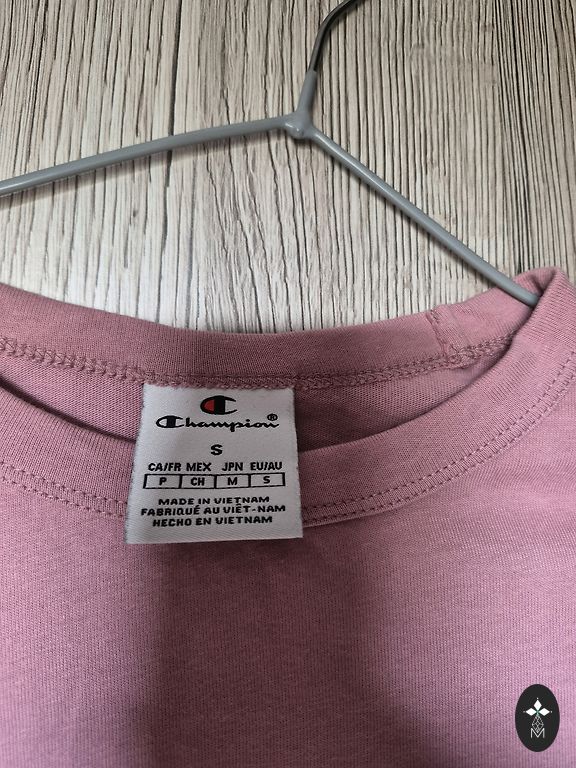 Champion®
S
CA/FR MEX JPN EU/AU
P CH M S
MADE IN VIETNAM
FABRIQUÉ AU VIÊT-NAM
HECHO EN VIETNAM
M